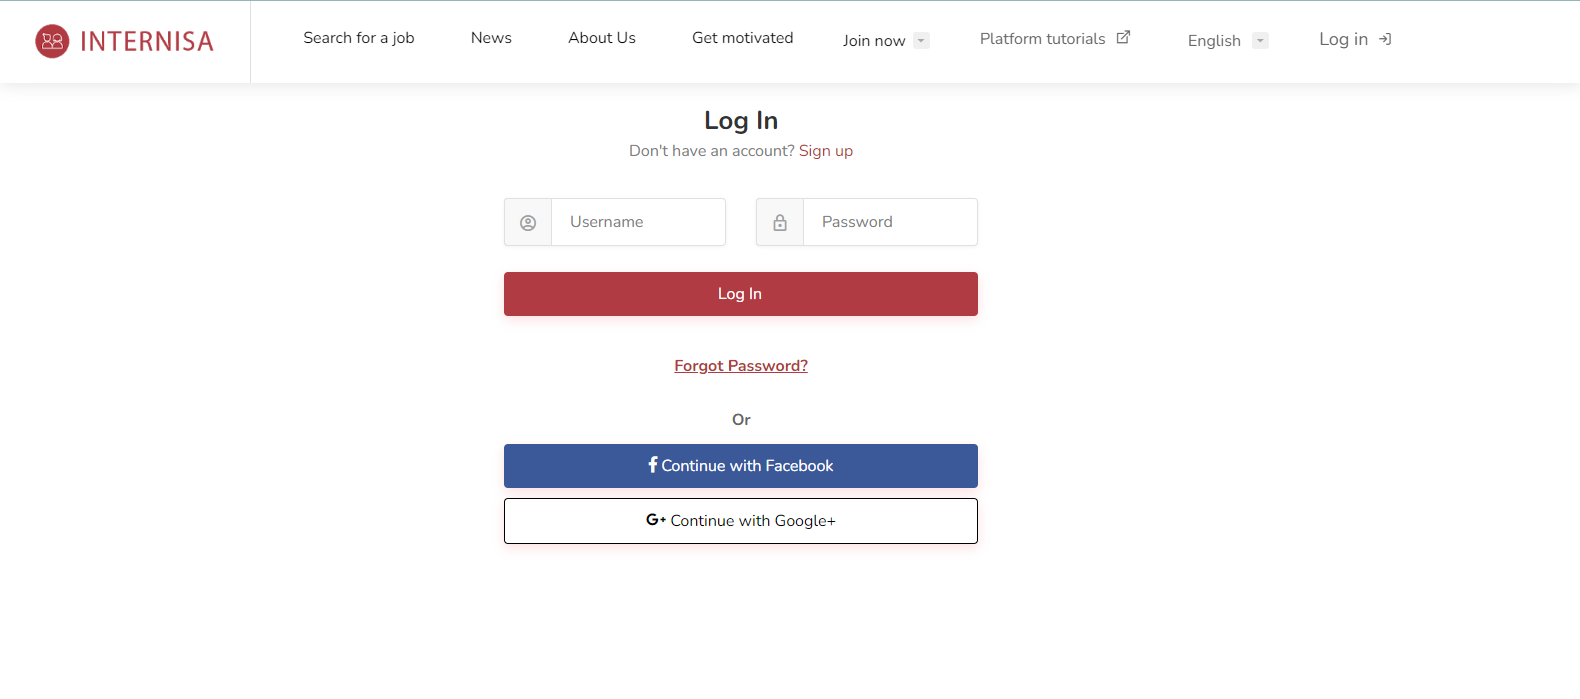 INTERNISA
Search for a job
News
About Us
Get motivated
Join now
Platform tutorials
English
Log in
Log In
Don't have an account? Sign up
Username
Password
Log In
Forgot Password?
Or
Continue with Facebook
G+ Continue with Google+